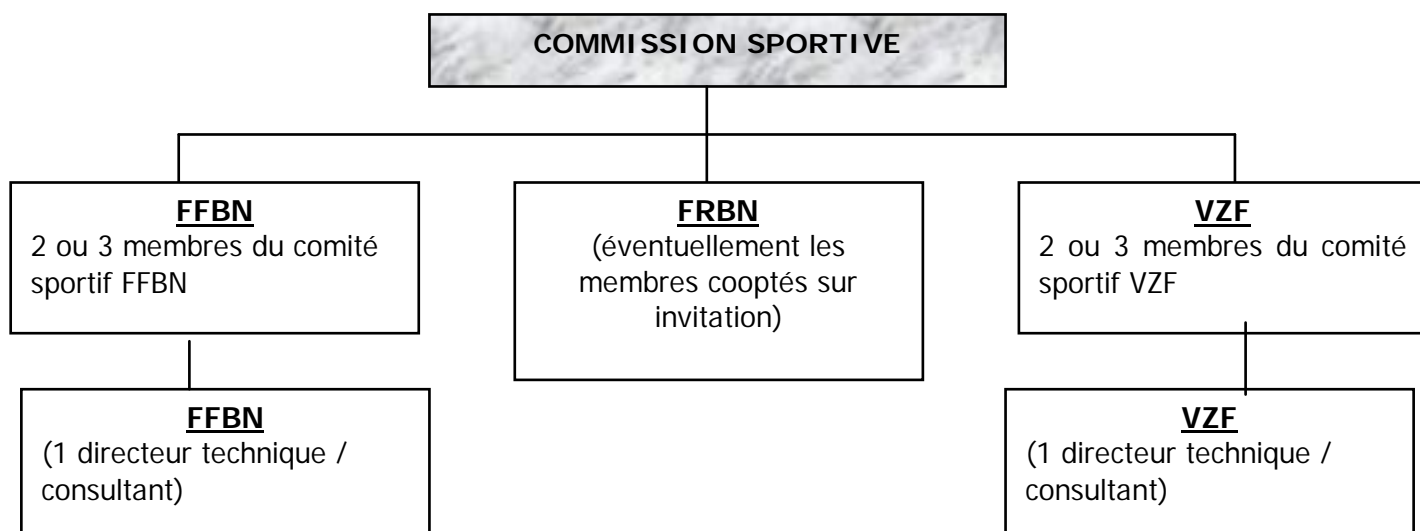 COMMISSION SPORTIVE
FFBN
2 ou 3 membres du comité
sportif FFBN
FRBN
(éventuellement les
membres cooptés sur
invitation)
VZF
2 ou 3 membres du comité
sportif VZF
FFBN
(1 directeur technique /
consultant)
VZF
(1 directeur technique /
consultant)